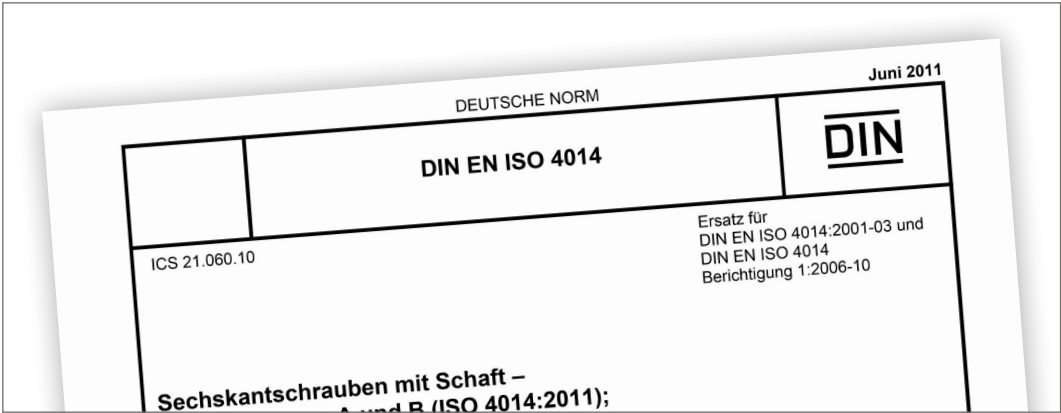 Juni 2011
DEUTSCHE NORM
DIN EN ISO 4014
DIN
Ersatz für
DIN EN ISO 4014:2001-03 und
DIN EN ISO 4014
Berichtigung 1:2006-10
ICS 21.060.10
Sechskantschrauben mit Schaft –
A und B (ISO 4014:2011);